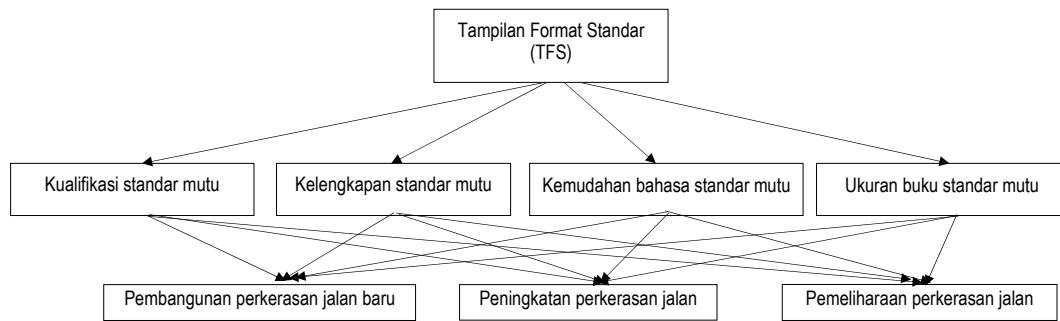 Tampilan Format Standar
(TFS)
Kualifikasi standar mutu
Kelengkapan standar mutu
Kemudahan bahasa standar mutu
Ukuran buku standar mutu
Pembangunan perkerasan jalan baru
Peningkatan perkerasan jalan
Pemeliharaan perkerasan jalan